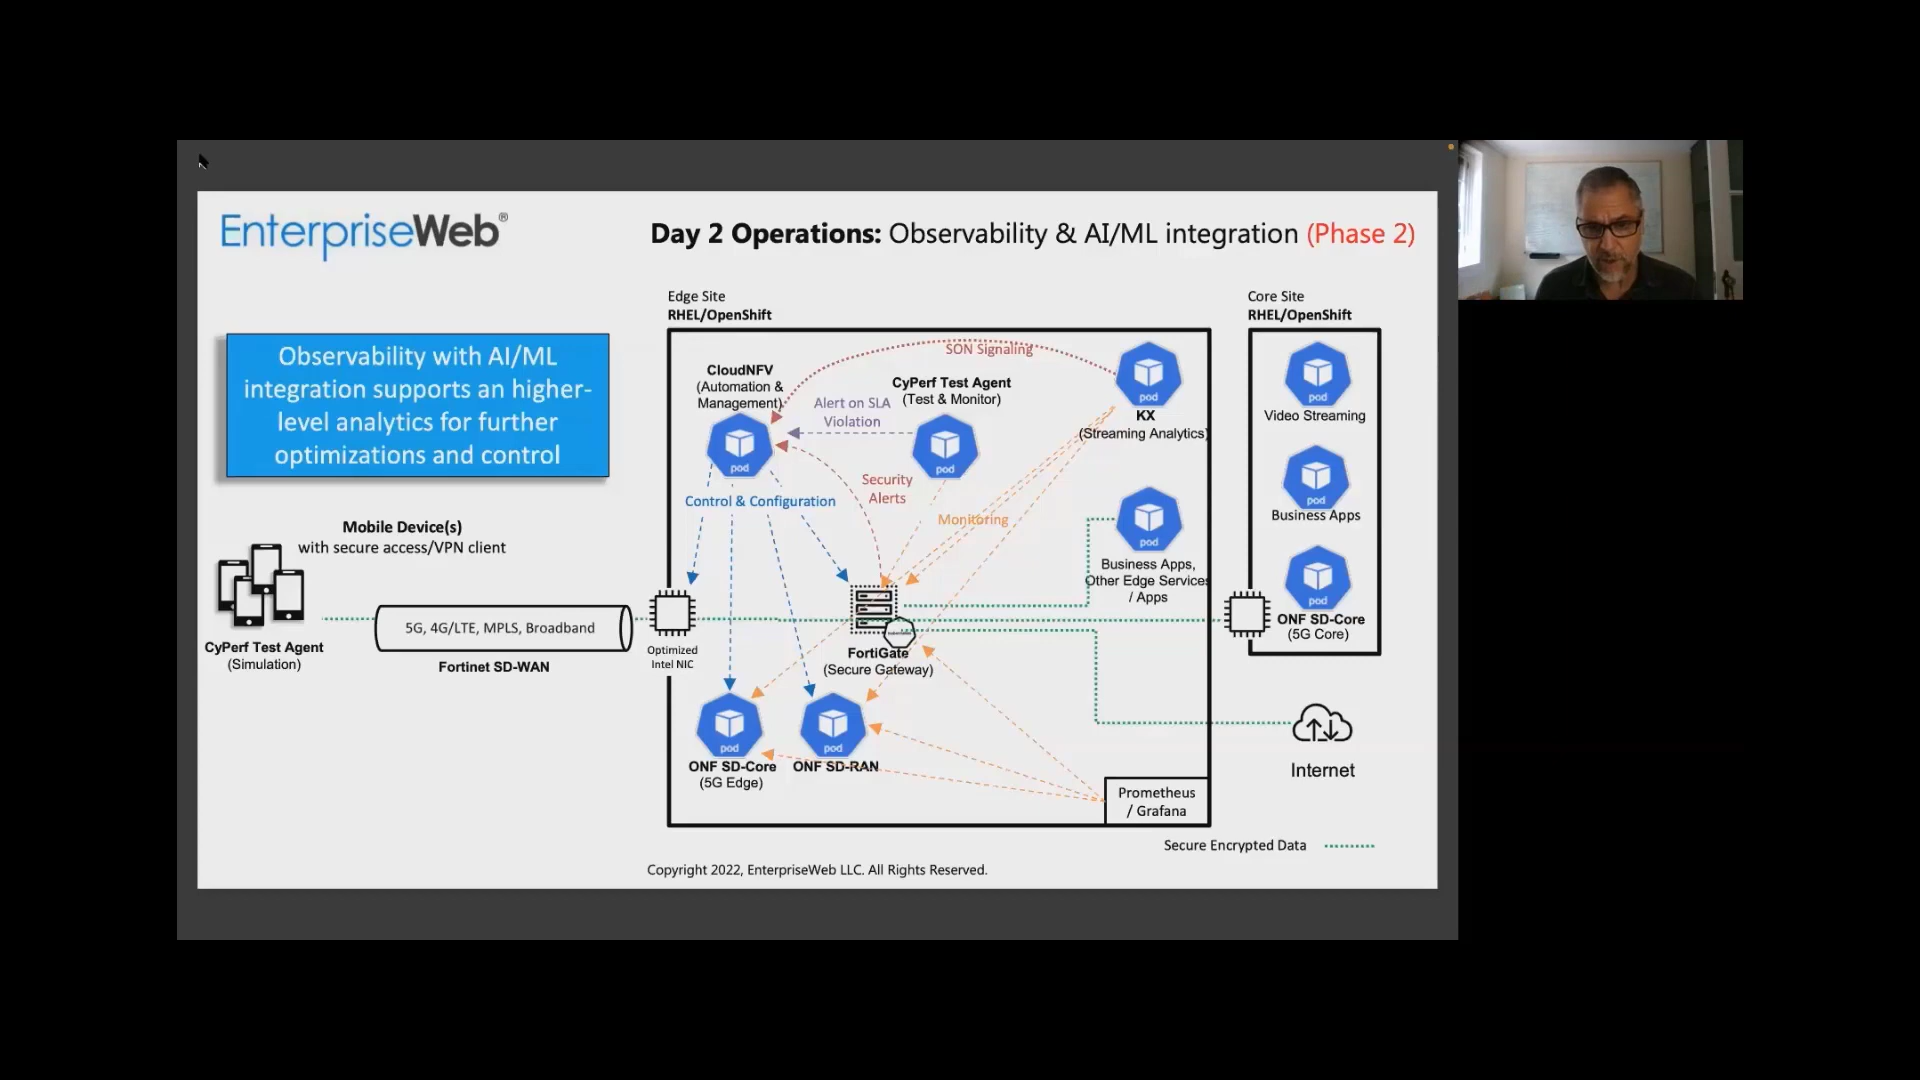 EnterpriseWeb®
Day 2 Operations: Observability & AI/ML integration (Phase 2)
Observability with AI/ML
integration supports an higher-
level analytics for further
optimizations and control
Mobile Device(s)
with secure access/VPN client
CyPerf Test Agent
(Simulation)
5G, 4G/LTE, MPLS, Broadband
Fortinet SD-WAN
Optimized
Intel NIC
Edge Site
RHEL/OpenShift
CloudNFV
(Automation &
Management)
pod
SON Signaling
Alert on SLA
Violation
CyPerf Test Agent
(Test & Monitor)
pod
pod
KX
(Streaming Analytics)
Control & Configuration
Security
Alerts
Monitoring
pod
Business Apps,
Other Edge Services
/ Apps
FortiGate
(Secure Gateway)
pod
ONF SD-Core
(5G Edge)
pod
ONF SD-RAN
Prometheus
/ Grafana
Core Site
RHEL/OpenShift
pod
Video Streaming
pod
Business Apps
pod
ONF SD-Core
(5G Core)
Internet
Secure Encrypted Data
Copyright 2022, EnterpriseWeb LLC. All Rights Reserved.